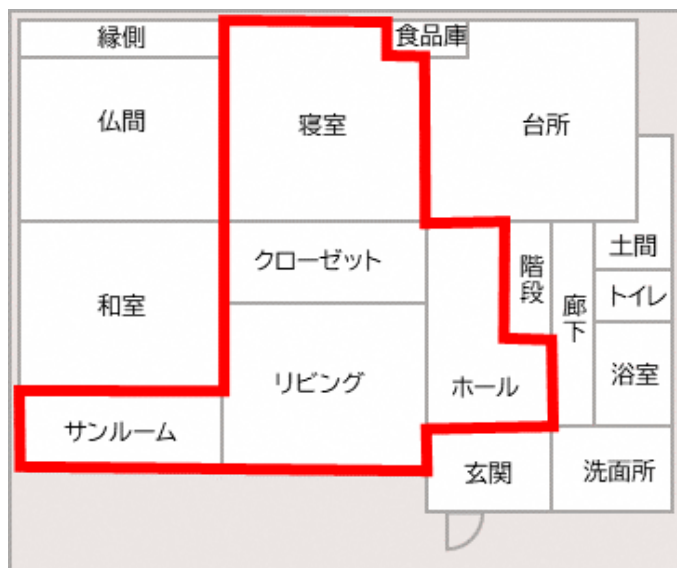 縁側
食品庫
仏間
寝室
台所
クローゼット
階段
土間
和室
廊下
トイレ
リビング
ホール
浴室
サンルーム
玄関
洗面所